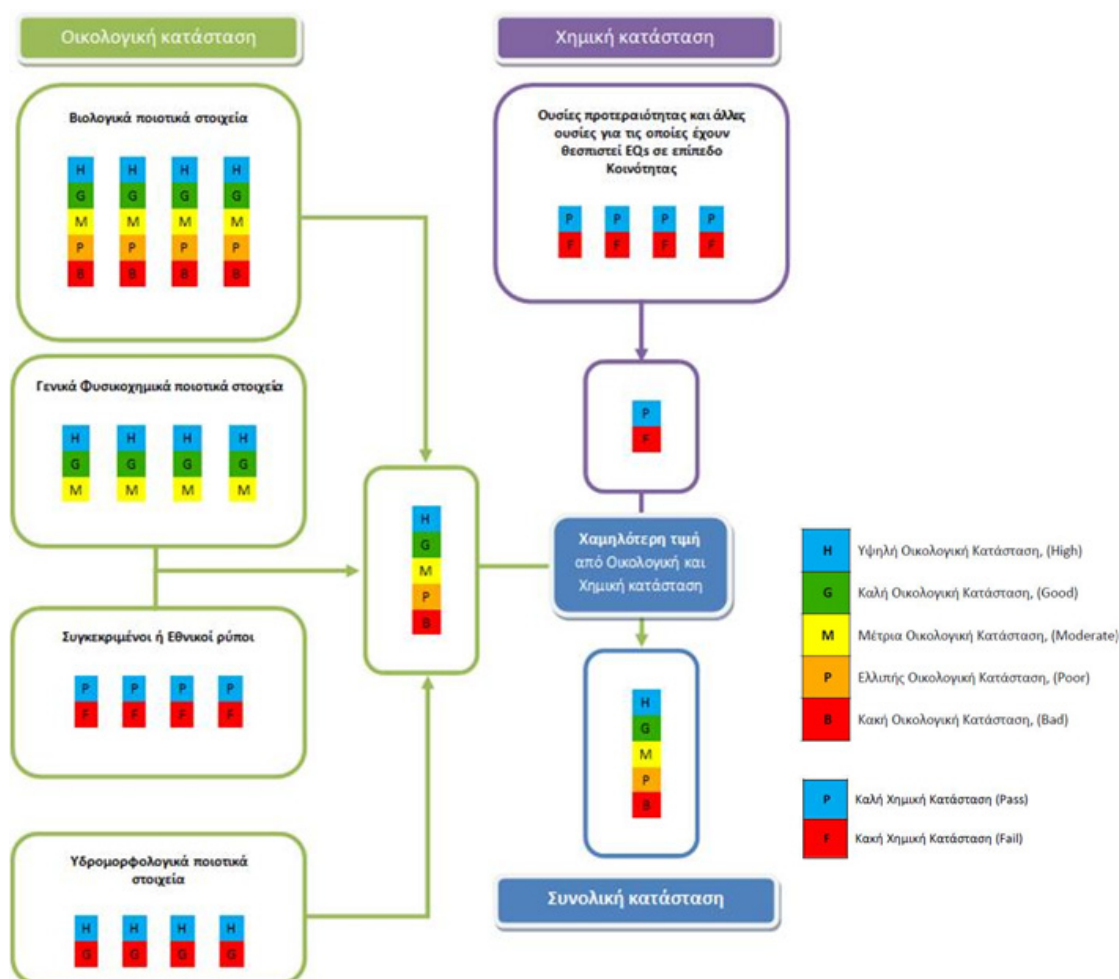 Οικολογική κατάσταση
Χημική κατάσταση
Βιολογικά ποιοτικά στοιχεία
H H H H
G G G G
M M M M
P P P P
B B B B
Ουσίες προτεραιότητας και άλλες
ουσίες για τις οποίες έχουν
θεσπιστεί EQs σε επίπεδο
Κοινότητας
P P P P
F F F F
Γενικά Φυσικοχημικά ποιοτικά στοιχεία
H H H H
G G G G
M M M M
P
F
Συγκεκριμένοι ή Εθνικοί ρύποι
P P P P
F F F F
Υδρομορφολογικά ποιοτικά
στοιχεία
H H H H
G G G G
H
G
M
P
B
Χαμηλότερη τιμή
από Οικολογική και
Χημική κατάσταση
H
G
M
P
B
Συνολική κατάσταση
H Υψηλή Οικολογική Κατάσταση, (High)
G Καλή Οικολογική Κατάσταση, (Good)
M Μέτρια Οικολογική Κατάσταση, (Moderate)
P Ελλιπής Οικολογική Κατάσταση, (Poor)
B Κακή Οικολογική Κατάσταση, (Bad)
P Καλή Χημική Κατάσταση (Pass)
F Κακή Χημική Κατάσταση (Fail)